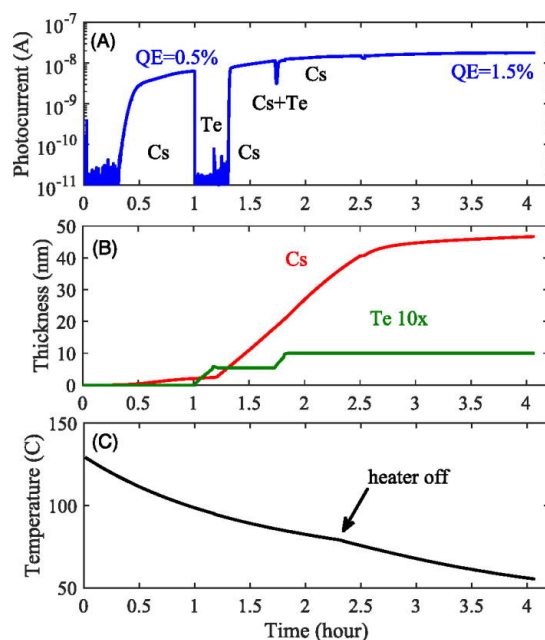 (A)
QE=0.5%
Cs
Te
Cs
Cs+Te
Cs
QE=1.5%
Photocurrent (A)
10⁻⁷
10⁻⁸
10⁻⁹
10⁻¹⁰
10⁻¹¹
0 0.5 1 1.5 2 2.5 3 3.5 4
(B)
Cs
Te 10x
Thickness (nm)
50
40
30
20
10
0
0 0.5 1 1.5 2 2.5 3 3.5 4
(C)
heater off
Temperature (C)
150
100
50
0 0.5 1 1.5 2 2.5 3 3.5 4
Time (hour)